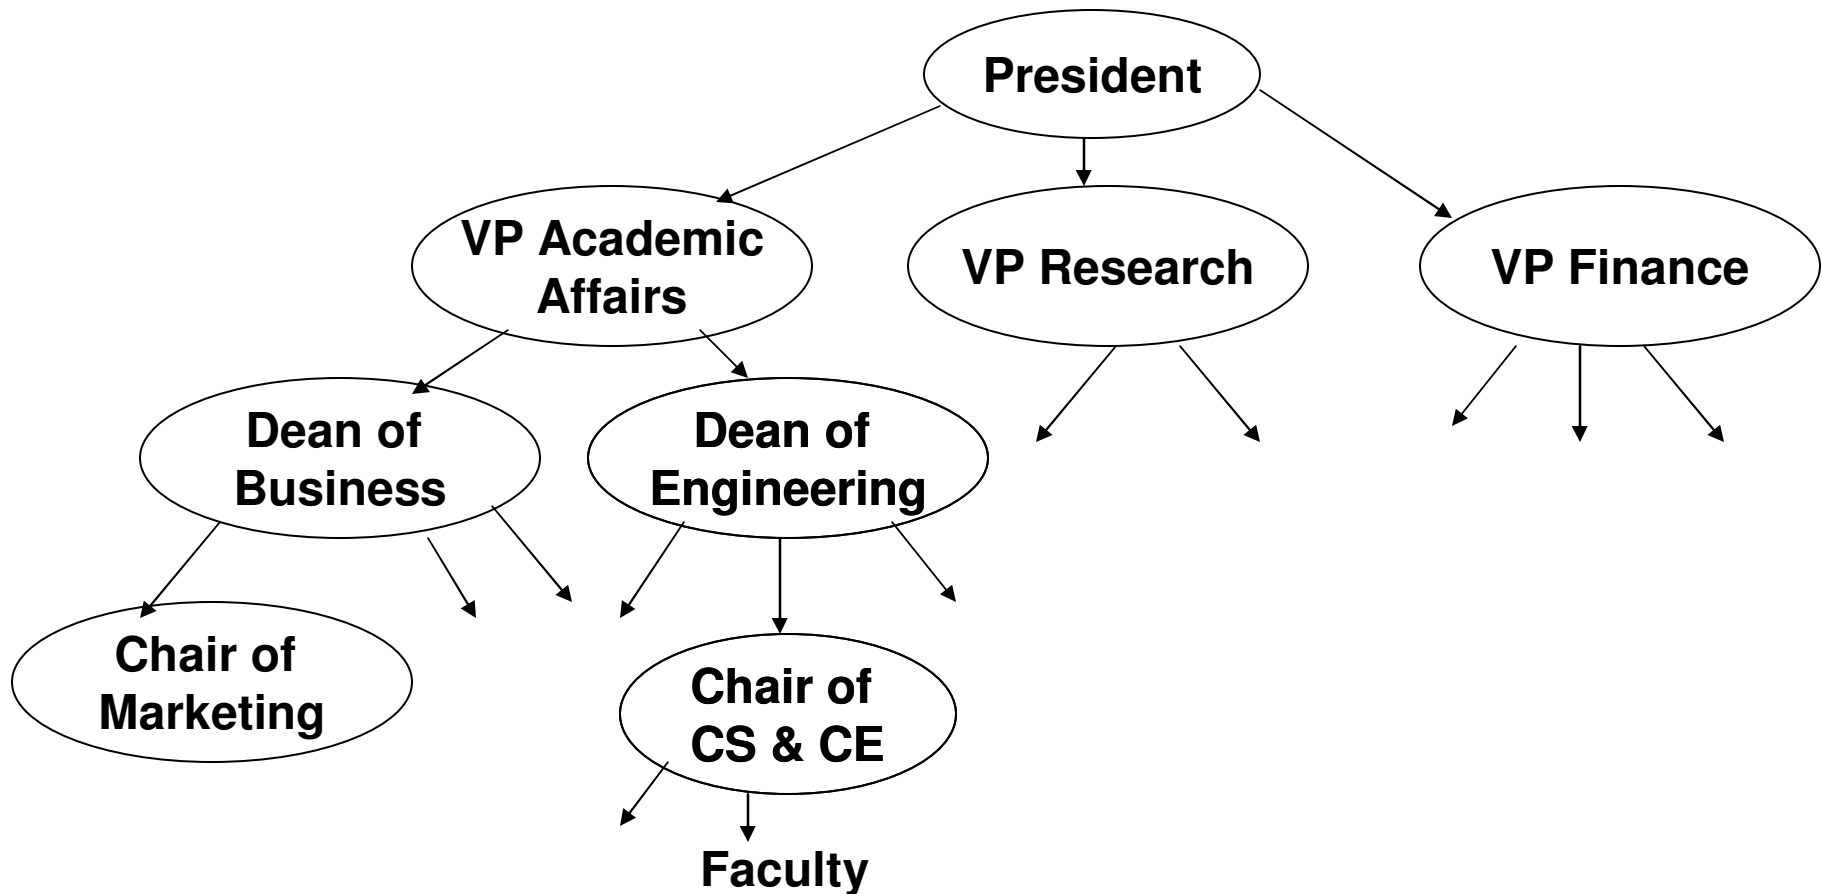 President
VP Academic
Affairs
VP Research
VP Finance
Dean of
Business
Dean of
Engineering
Chair of
Marketing
Chair of
CS & CE
Faculty